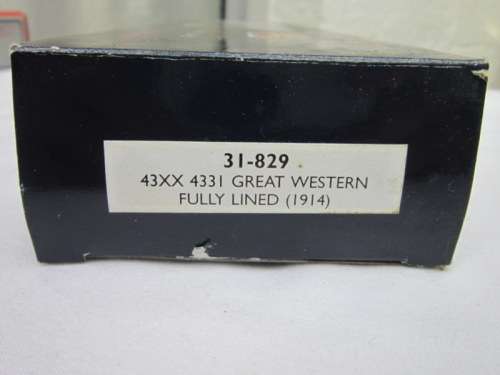 31-829
43XX 4331 GREAT WESTERN
FULLY LINED (1914)